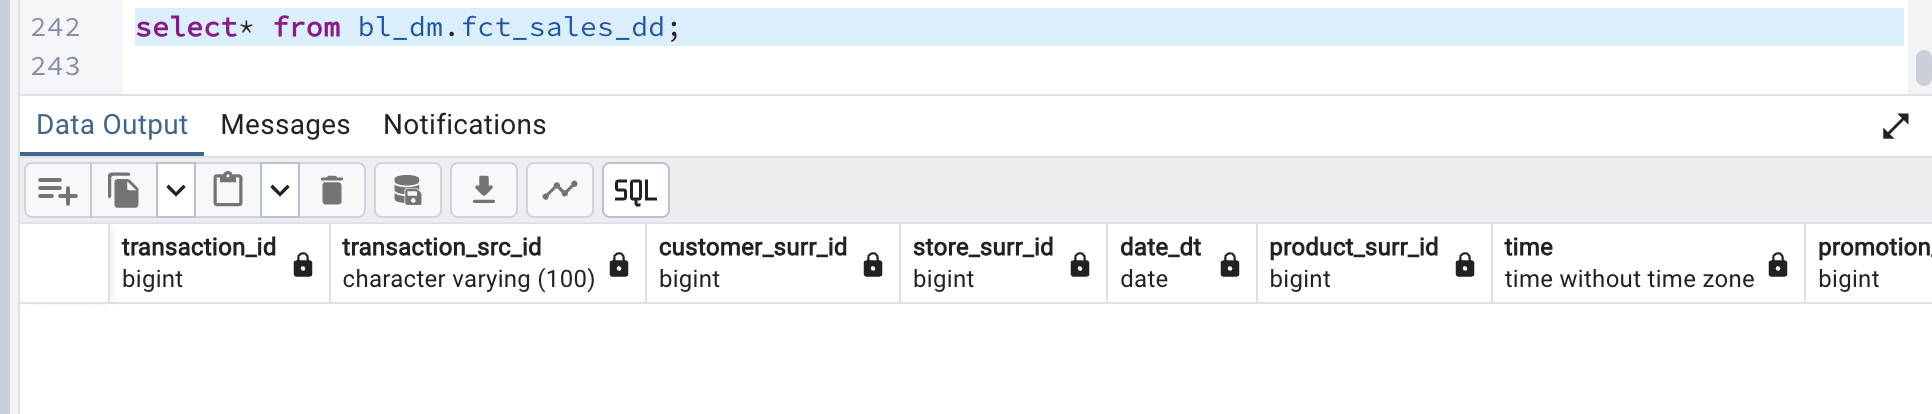 242 select* from bl_dm.fct_sales_dd;
243
Data Output Messages Notifications
SQL
transaction_id transaction_src_id customer_surr_id store_surr_id date_dt product_surr_id time promotion_
bigint character varying (100) bigint bigint date bigint time without time zone bigint